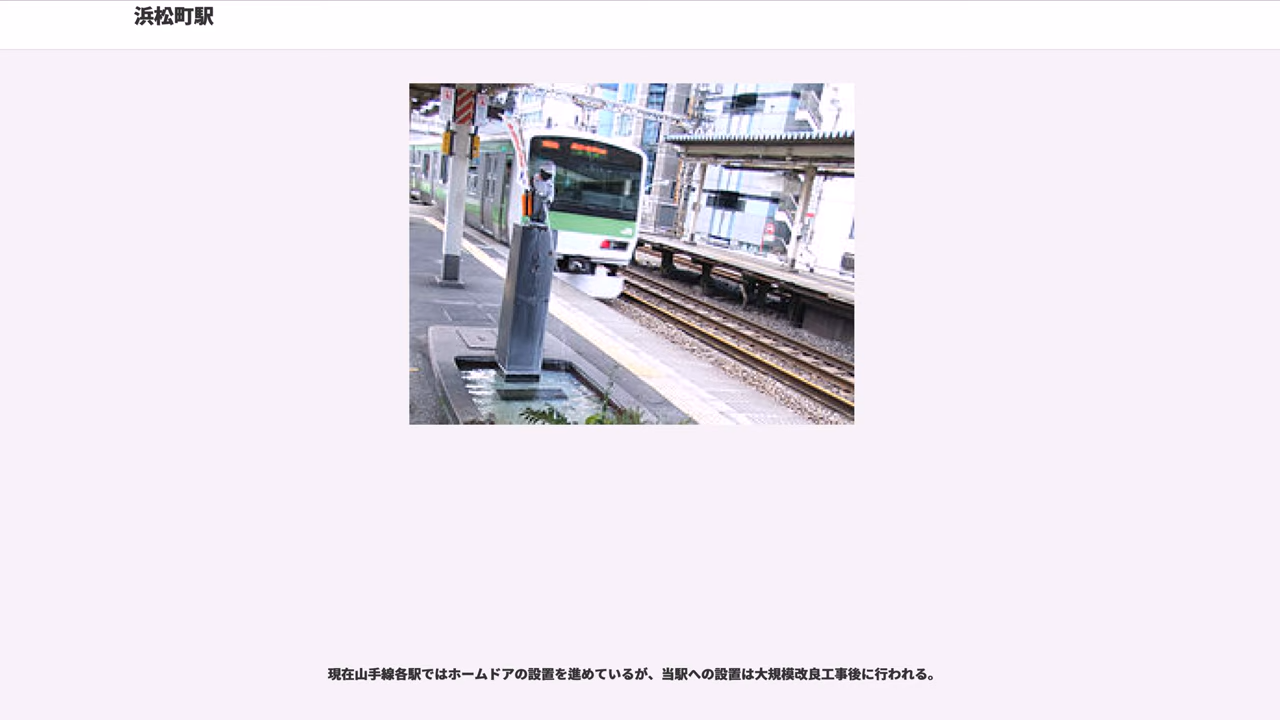 浜松町駅
現在山手線各駅ではホームドアの設置を進めているが、当駅への設置は大規模改良工事後に行われる。